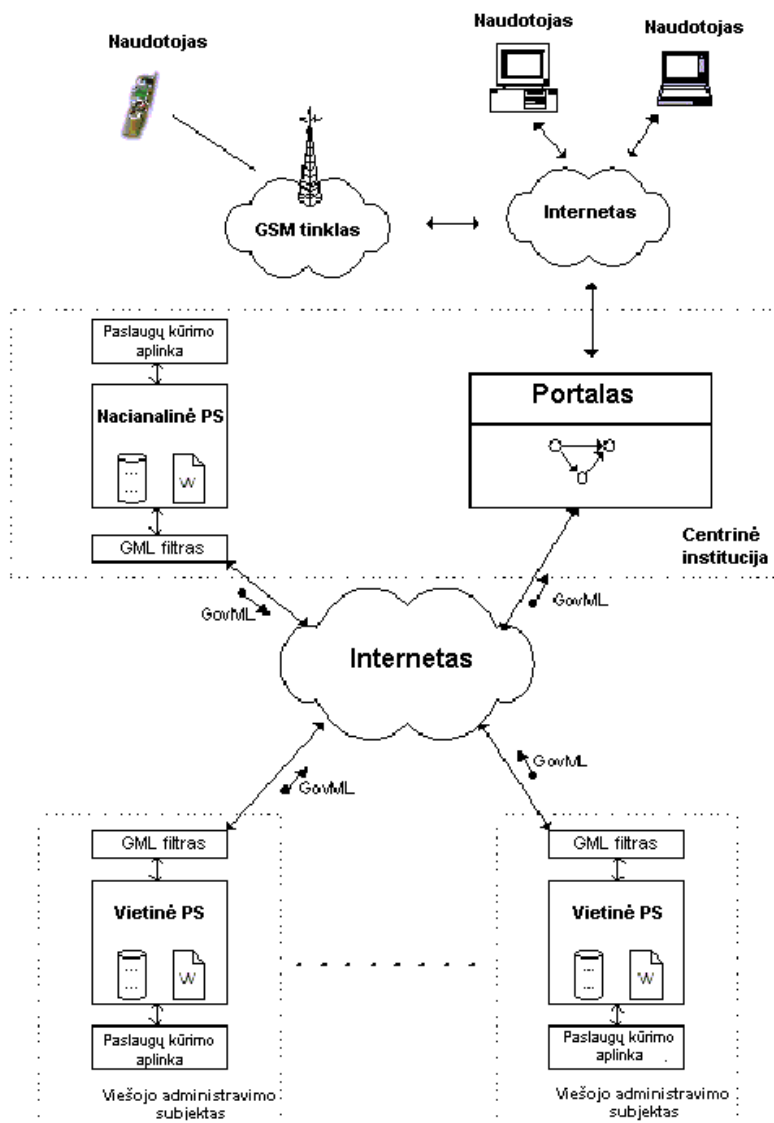 Naudotojas
Naudotojas
Naudotojas
GSM tinklas
Internetas
Paslaugų kūrimo
aplinka
Nacianalinė PS
...
...
W
GML filtras
Portalas
Centrinė
institucija
GovML
GovML
Internetas
GovML
GovML
GML filtras
Vietinė PS
...
...
W
Paslaugų kūrimo
aplinka
Viešojo administravimo
subjektas
GML filtras
Vietinė PS
...
...
W
Paslaugų kūrimo
aplinka
Viešojo administravimo
subjektas